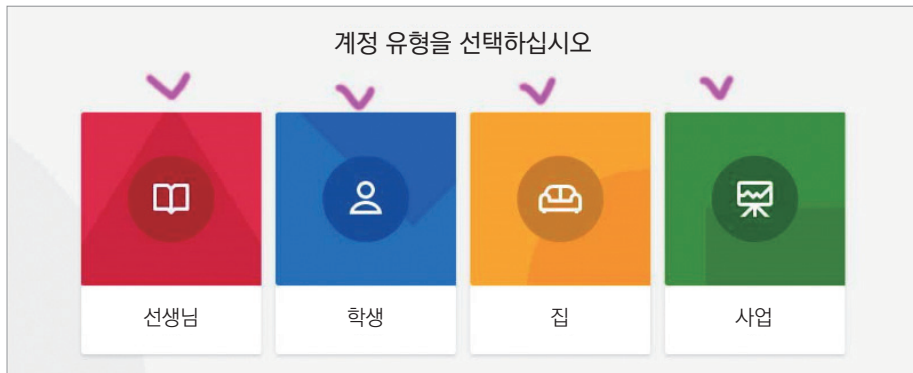 계정 유형을 선택하십시오
선생님
학생
집
사업